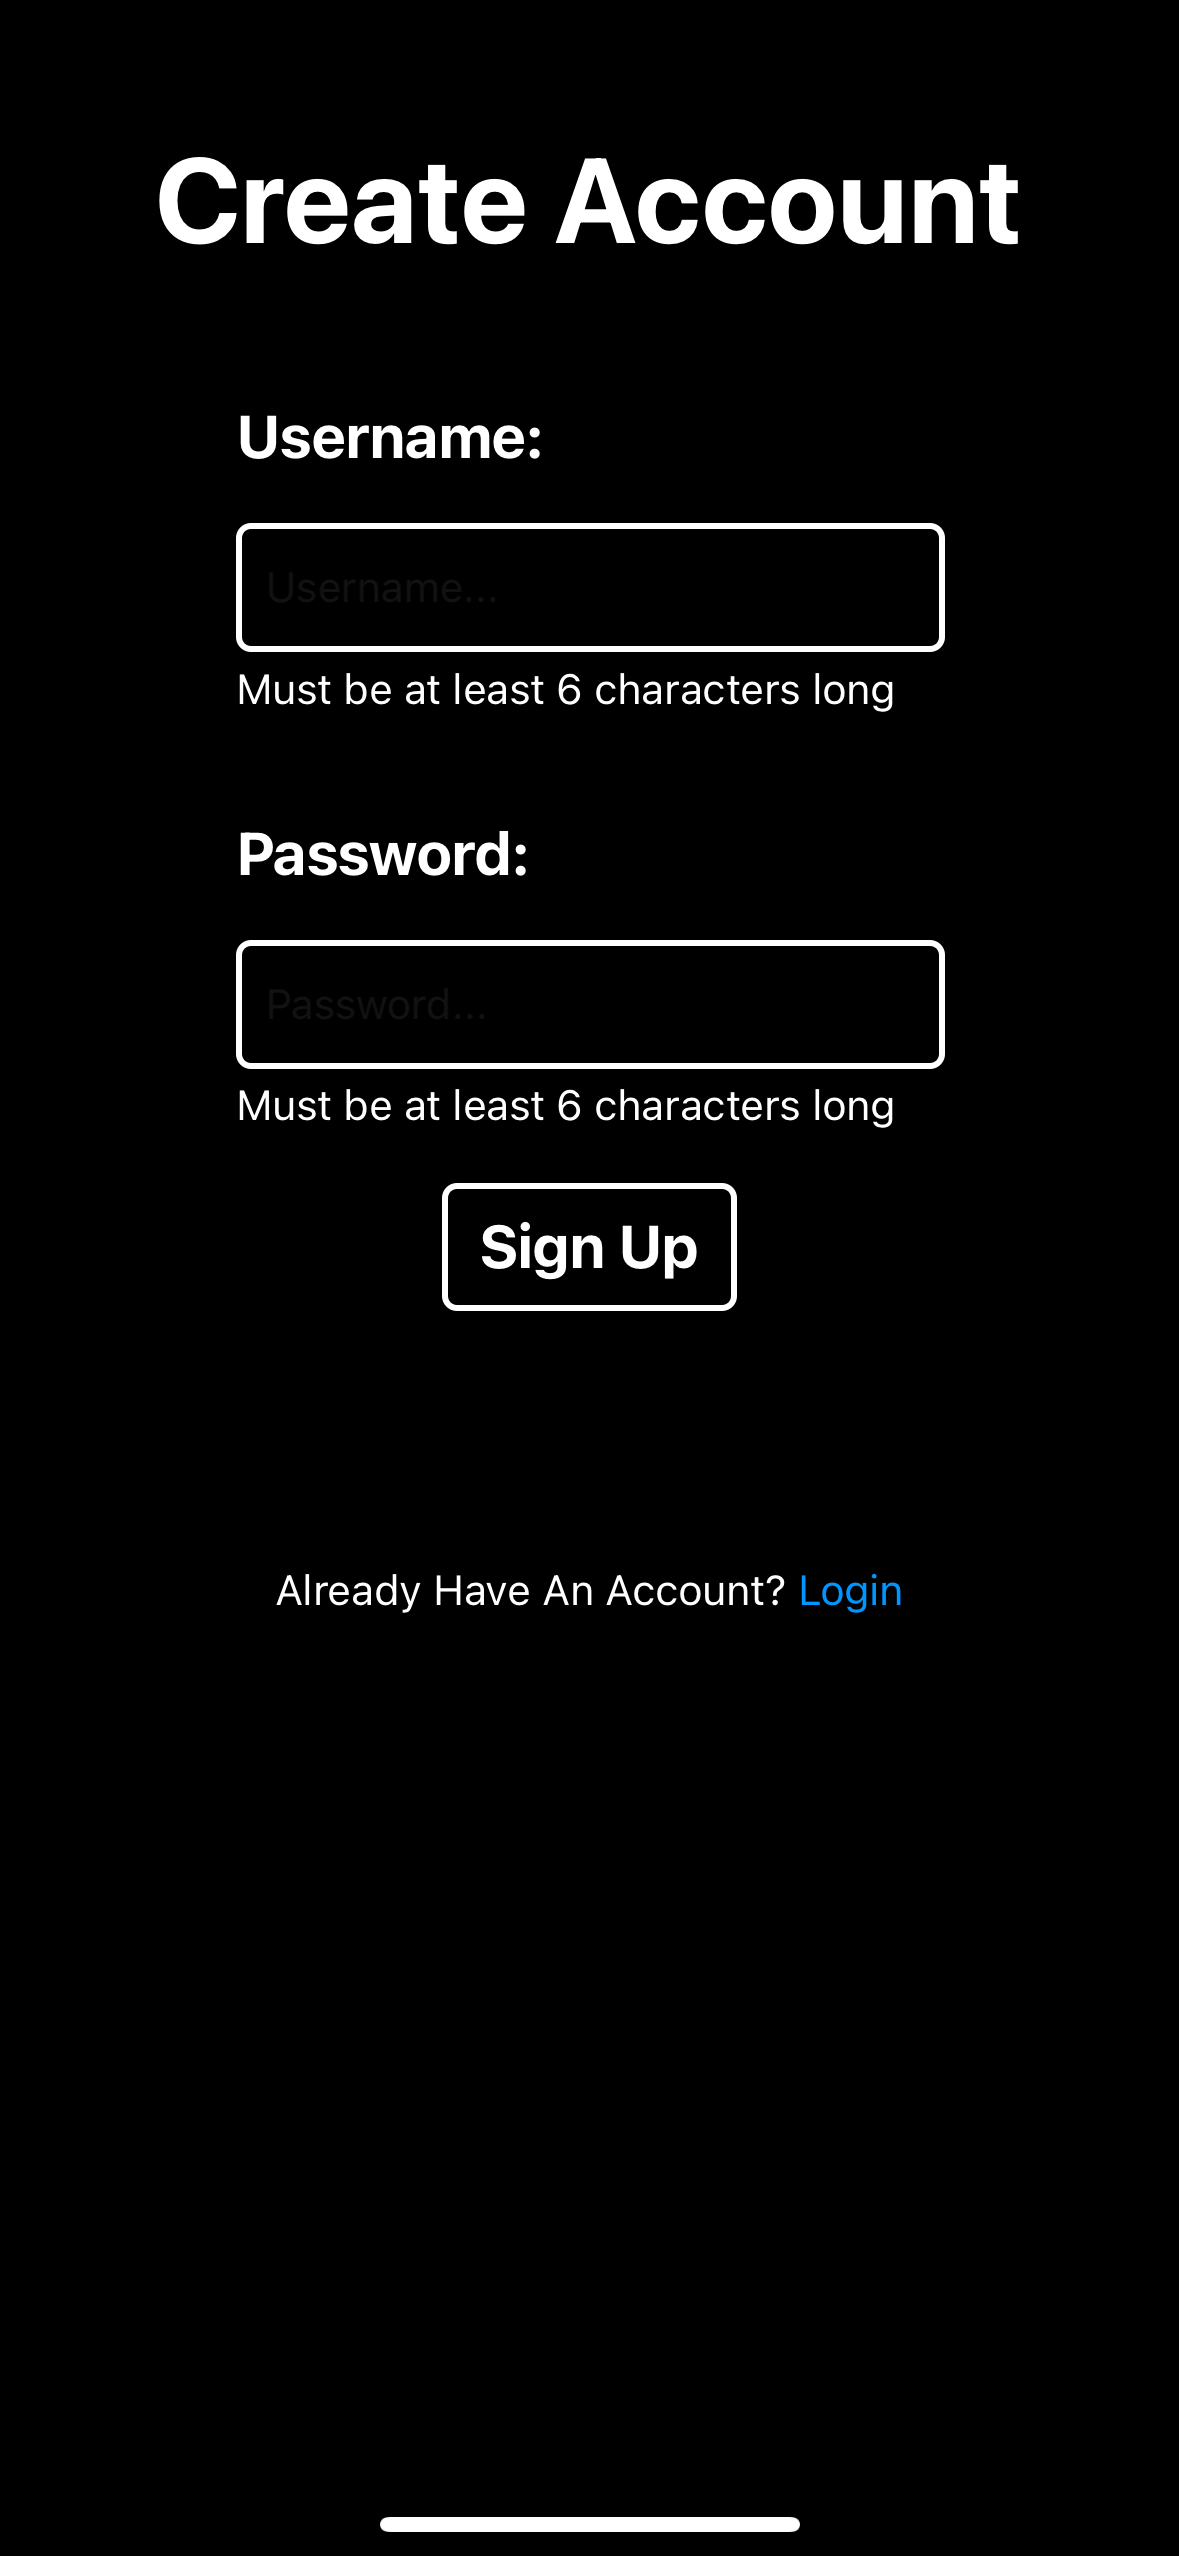 Create Account
Username:
Username...
Must be at least 6 characters long
Password:
Password...
Must be at least 6 characters long
Sign Up
Already Have An Account? Login